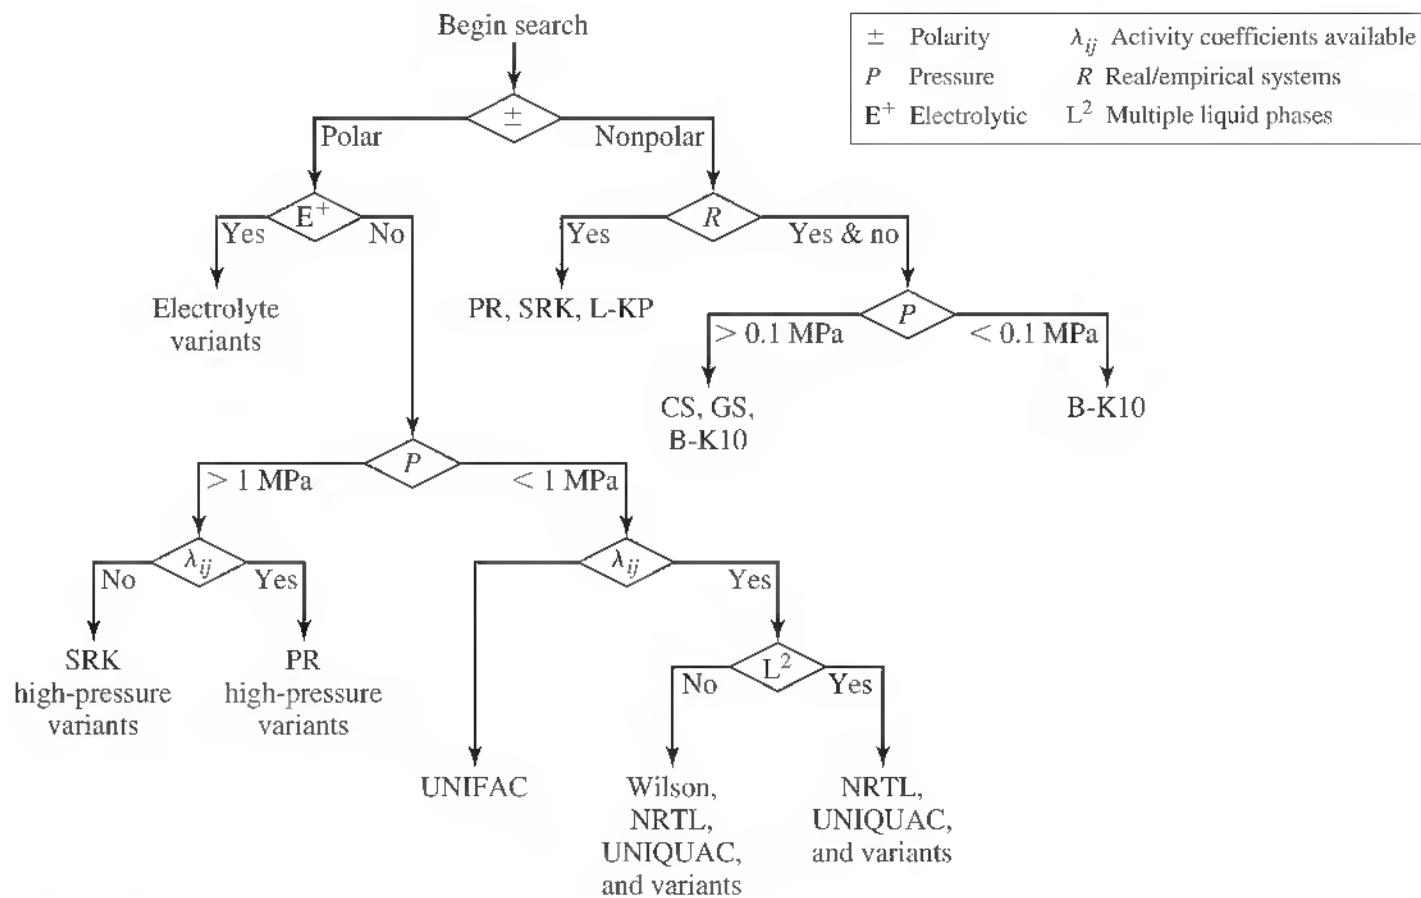 Begin search
± Polarity λij Activity coefficients available
P Pressure R Real/empirical systems
E+ Electrolytic L2 Multiple liquid phases
±
Polar Nonpolar
E+ R
Yes No Yes Yes & no
Electrolyte
variants
PR, SRK, L-KP
P
> 0.1 MPa < 0.1 MPa
CS, GS,
B-K10
B-K10
P
> 1 MPa < 1 MPa
λij λij
No Yes Yes
SRK
high-pressure
variants
PR
high-pressure
variants
L2
No Yes
UNIFAC
Wilson,
NRTL,
UNIQUAC,
and variants
NRTL,
UNIQUAC,
and variants